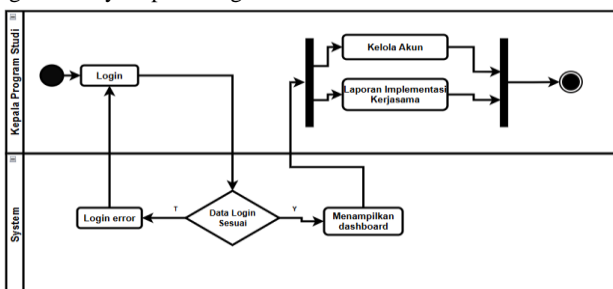 Kepala Program Studi
Login
Kelola Akun
Laporan Implementasi
Kerjasama
System
Login error
T
Data Login
Sesuai
Y
Menampilkan
dashboard